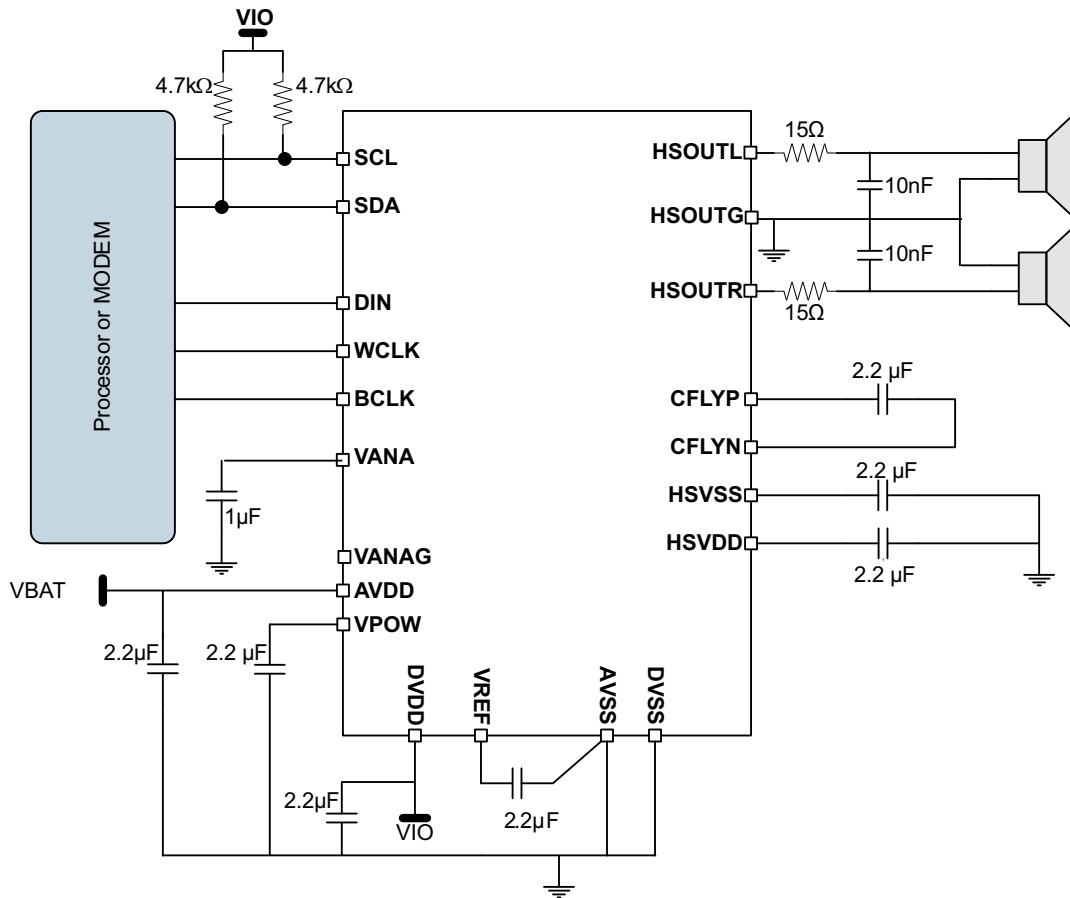 VIO
4.7kΩ
4.7kΩ
Processor or MODEM
SCL
SDA
DIN
WCLK
BCLK
VANA
1µF
VANAG
VBAT
AVDD
VPOW
2.2µF
2.2 µF
DVDD
VREF
AVSS
DVSS
2.2µF
VIO
2.2µF
HSOUTL
15Ω
10nF
HSOUTG
10nF
HSOUTR
15Ω
2.2 µF
CFLYP
CFLYN
2.2 µF
HSVSS
HSVDD
2.2 µF